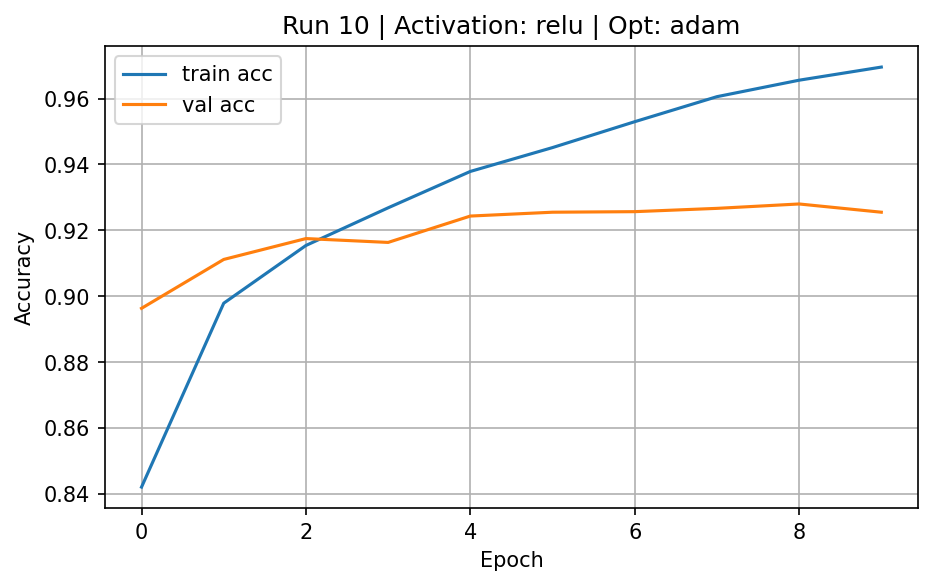 Run 10 | Activation: relu | Opt: adam
train acc
val acc
0.96
0.94
0.92
0.90
0.88
0.86
0.84
Accuracy
0 2 4 6 8
Epoch